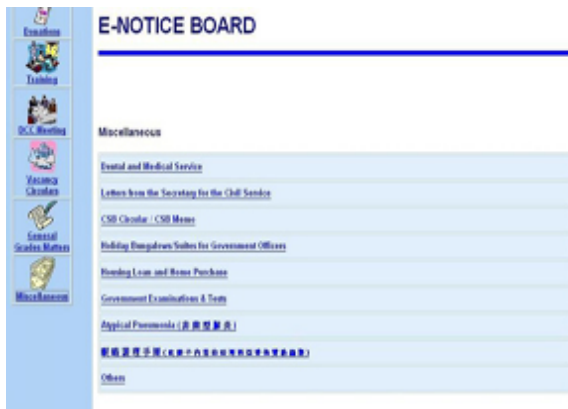 E-NOTICE BOARD
Training
DCC Meeting
Vacancy
Circulars
General
Grades Matters
Miscellaneous
Miscellaneous
Dental and Medical Service
Letters from the Secretary for the Civil Service
CSB Circular / CSB Memo
Holiday Bungalows/Suites for Government Officers
Housing Loan and Home Purchase
Government Examinations & Tests
Atypical Pneumonia (非典型肺炎)
Others